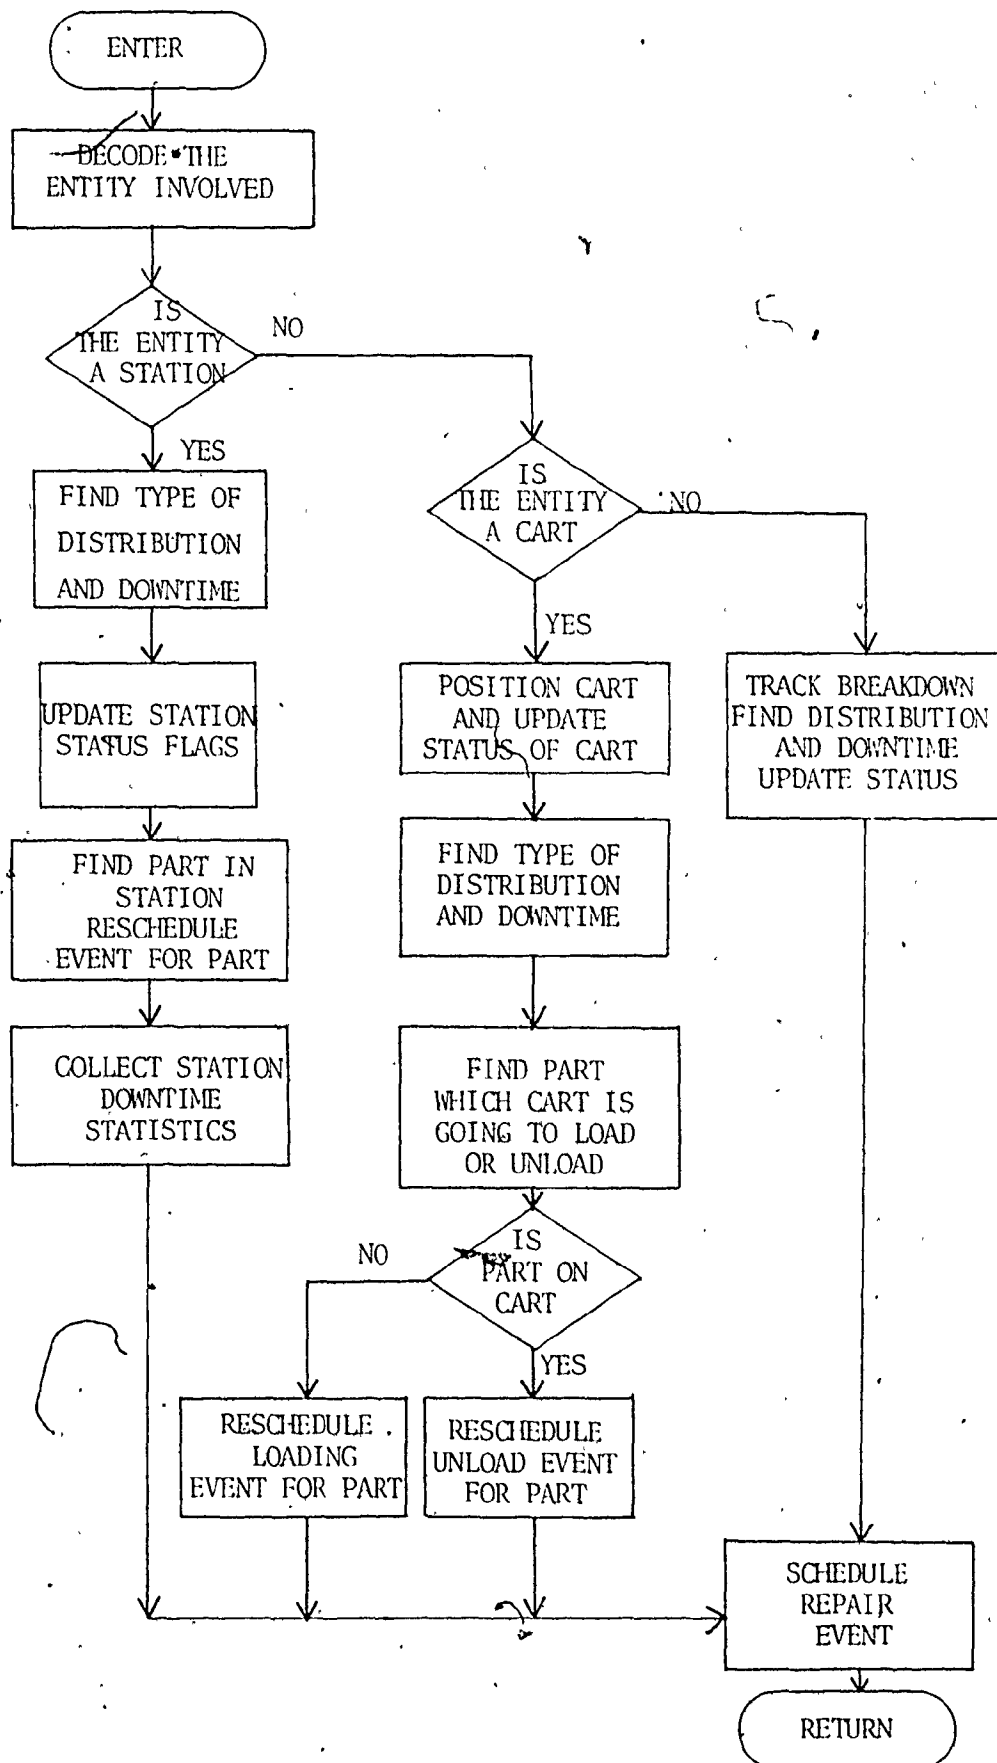 ENTER
DECODE THE
ENTITY INVOLVED
IS
THE ENTITY
A STATION
NO
YES
FIND TYPE OF
DISTRIBUTION
AND DOWNTIME
UPDATE STATION
STATUS FLAGS
FIND PART IN
STATION
RESCHEDULE
EVENT FOR PART
COLLECT STATION
DOWNTIME
STATISTICS
IS
THE ENTITY
A CART
NO
YES
POSITION CART
AND UPDATE
STATUS OF CART
FIND TYPE OF
DISTRIBUTION
AND DOWNTIME
FIND PART
WHICH CART IS
GOING TO LOAD
OR UNLOAD
IS
PART ON
CART
NO
YES
RESCHEDULE
LOADING
EVENT FOR PART
RESCHEDULE
UNLOAD EVENT
FOR PART
TRACK BREAKDOWN
FIND DISTRIBUTION
AND DOWNTIME
UPDATE STATUS
SCHEDULE
REPAIR
EVENT
RETURN